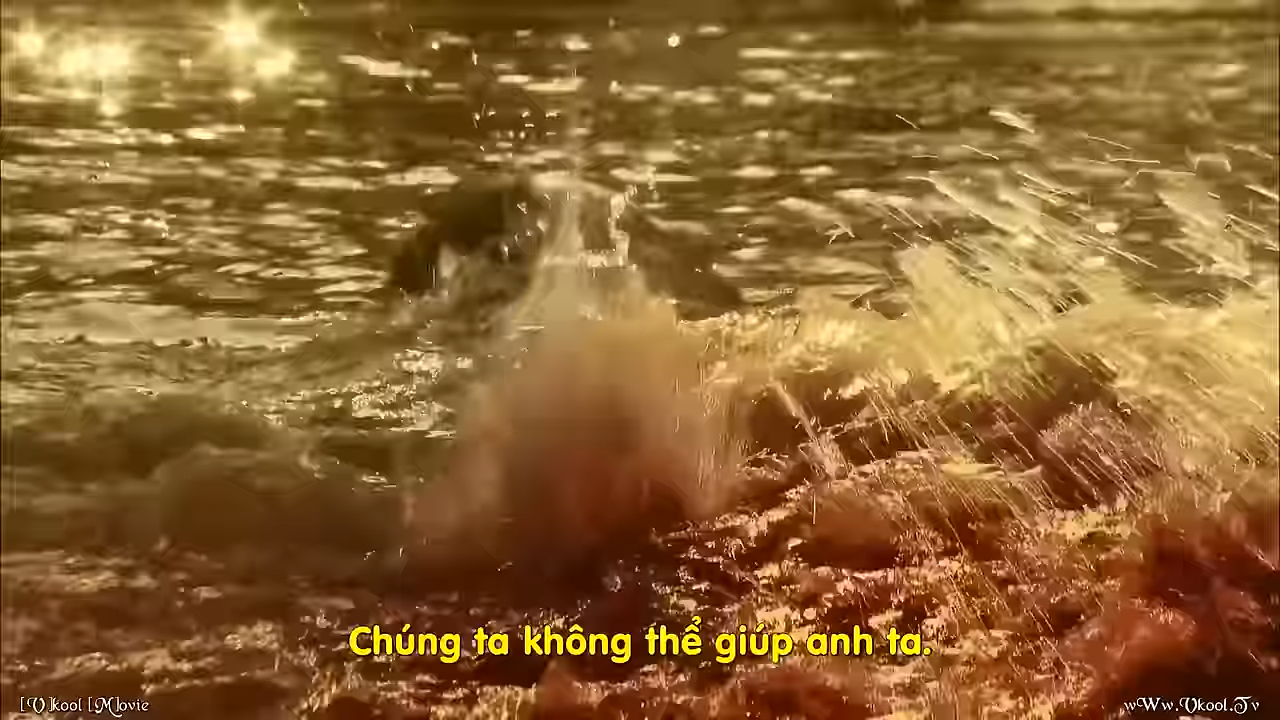 Chúng ta không thể giúp anh ta.
[V]kool [M]ovie
wWw.Vkool.Tv